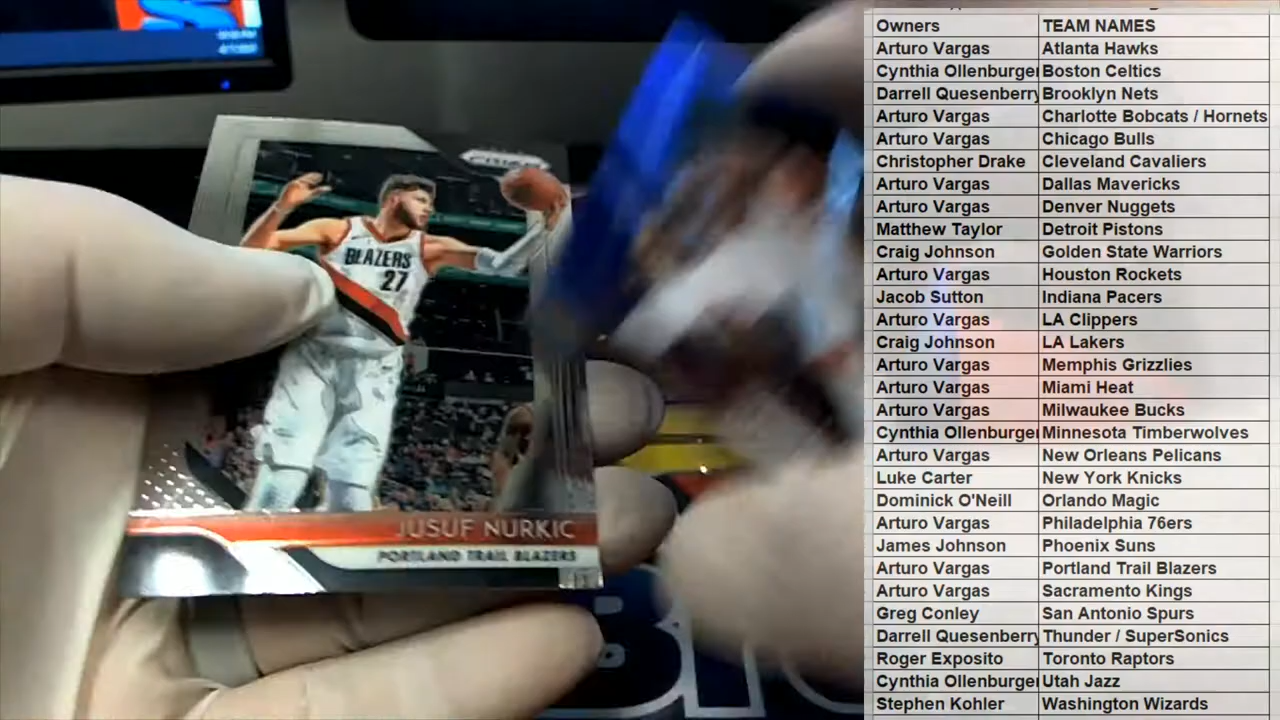 PRIZM
BLAZERS
27
JUSUF NURKIC
PORTLAND TRAIL BLAZERS
Owners TEAM NAMES
Arturo Vargas Atlanta Hawks
Cynthia Ollenburger Boston Celtics
Darrell Quesenberry Brooklyn Nets
Arturo Vargas Charlotte Bobcats / Hornets
Arturo Vargas Chicago Bulls
Christopher Drake Cleveland Cavaliers
Arturo Vargas Dallas Mavericks
Arturo Vargas Denver Nuggets
Matthew Taylor Detroit Pistons
Craig Johnson Golden State Warriors
Arturo Vargas Houston Rockets
Jacob Sutton Indiana Pacers
Arturo Vargas LA Clippers
Craig Johnson LA Lakers
Arturo Vargas Memphis Grizzlies
Arturo Vargas Miami Heat
Arturo Vargas Milwaukee Bucks
Cynthia Ollenburger Minnesota Timberwolves
Arturo Vargas New Orleans Pelicans
Luke Carter New York Knicks
Dominick O'Neill Orlando Magic
Arturo Vargas Philadelphia 76ers
James Johnson Phoenix Suns
Arturo Vargas Portland Trail Blazers
Arturo Vargas Sacramento Kings
Greg Conley San Antonio Spurs
Darrell Quesenberry Thunder / SuperSonics
Roger Exposito Toronto Raptors
Cynthia Ollenburger Utah Jazz
Stephen Kohler Washington Wizards